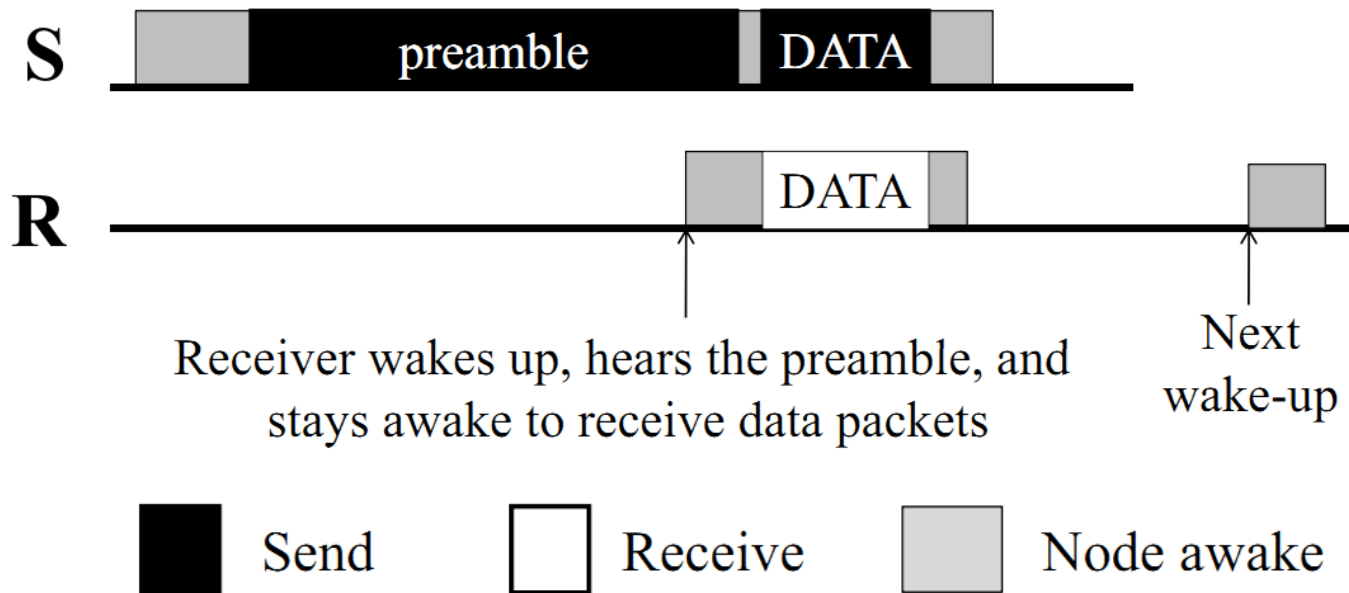 S
preamble
DATA
R
DATA
Receiver wakes up, hears the preamble, and
stays awake to receive data packets
Next
wake-up
Send
Receive
Node awake